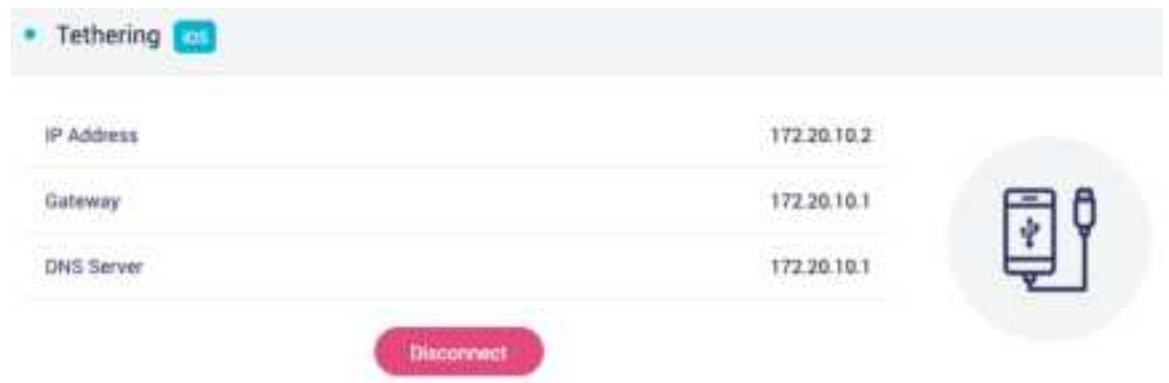 Tethering iOS
IP Address 172.20.10.2
Gateway 172.20.10.1
DNS Server 172.20.10.1
Disconnect